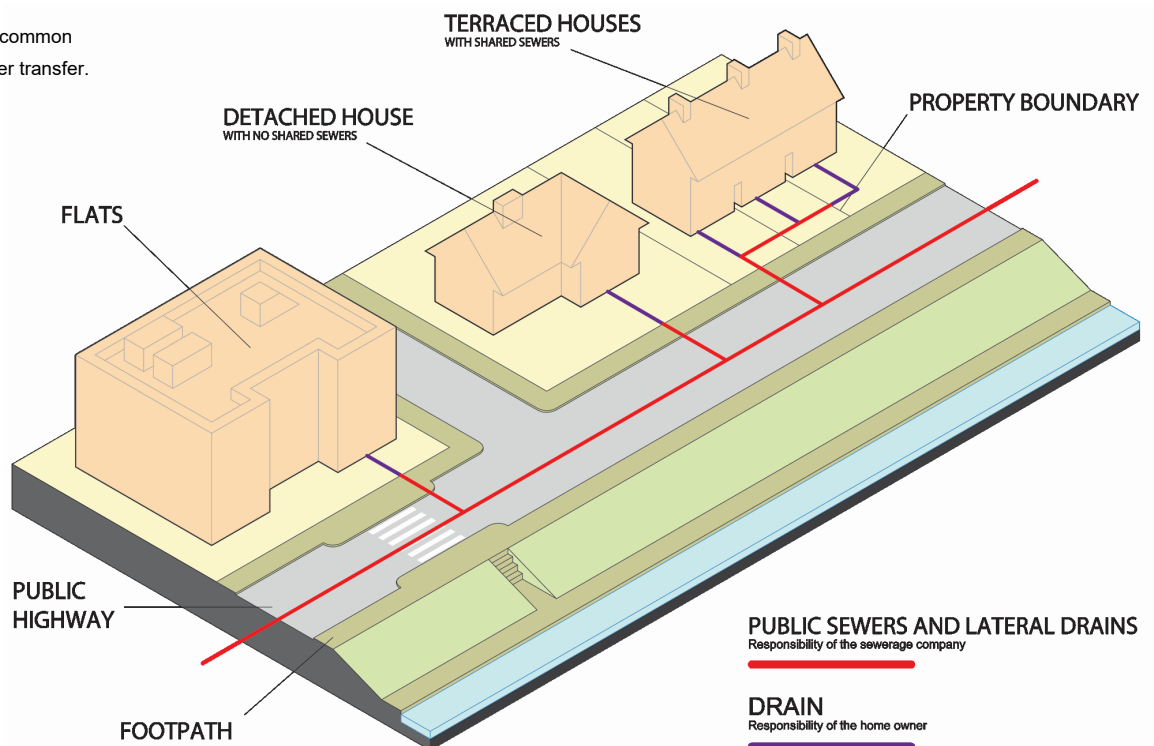 common
er transfer.
TERRACED HOUSES
WITH SHARED SEWERS
PROPERTY BOUNDARY
DETACHED HOUSE
WITH NO SHARED SEWERS
FLATS
PUBLIC
HIGHWAY
FOOTPATH
PUBLIC SEWERS AND LATERAL DRAINS
Responsibility of the sewerage company
DRAIN
Responsibility of the home owner